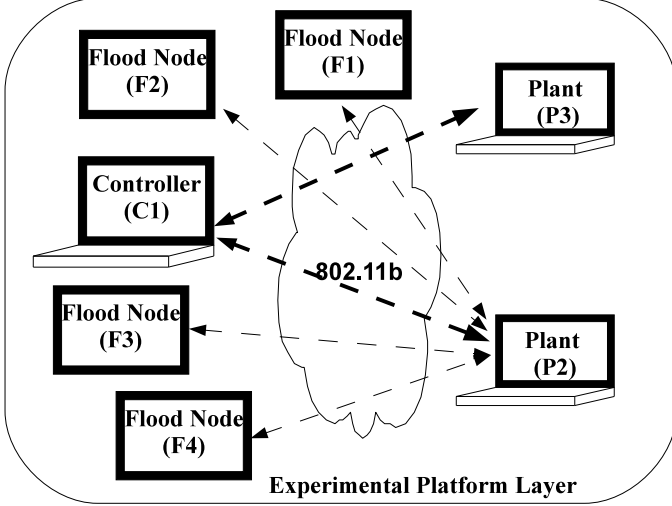 Flood Node
(F1)
Flood Node
(F2)
Plant
(P3)
Controller
(C1)
802.11b
Flood Node
(F3)
Plant
(P2)
Flood Node
(F4)
Experimental Platform Layer